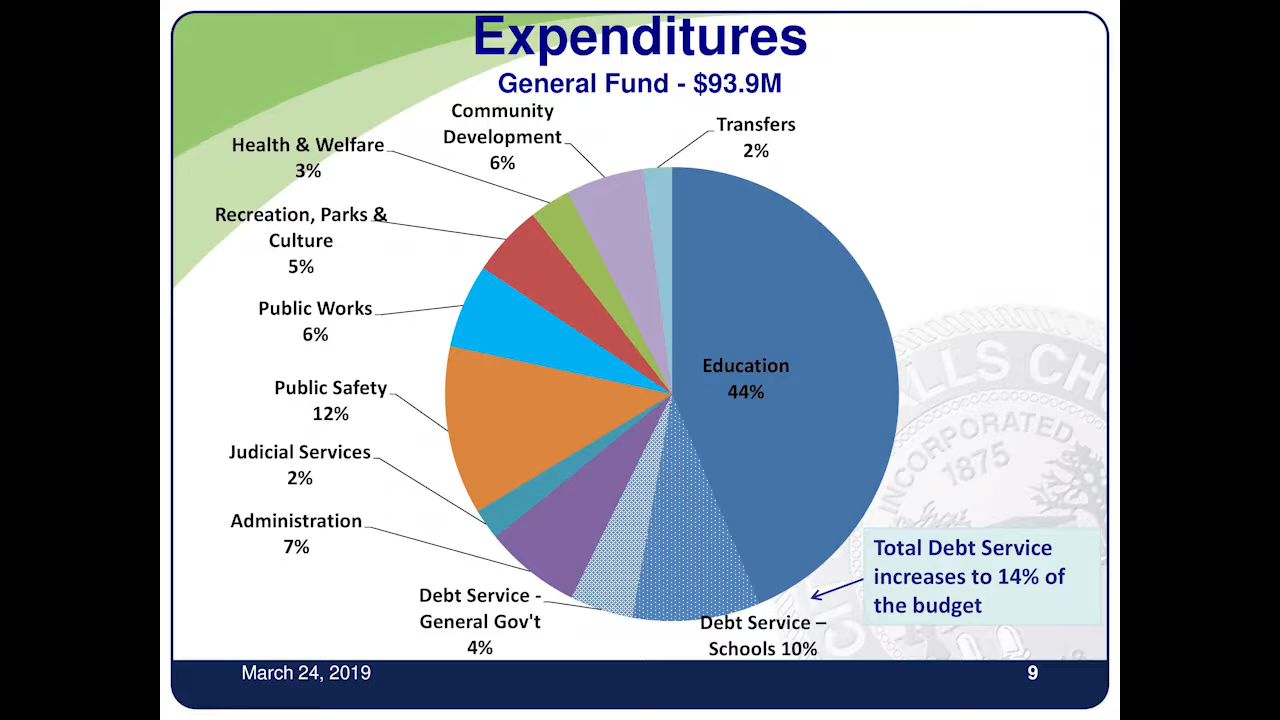 Expenditures
General Fund - $93.9M
Community
Development
6%
Transfers
2%
Health & Welfare
3%
Recreation, Parks &
Culture
5%
Public Works
6%
Education
44%
Public Safety
12%
Judicial Services
2%
Administration
7%
Debt Service -
General Gov't
4%
Debt Service –
Schools 10%
Total Debt Service
increases to 14% of
the budget
INCORPORATED
1875
March 24, 2019
9